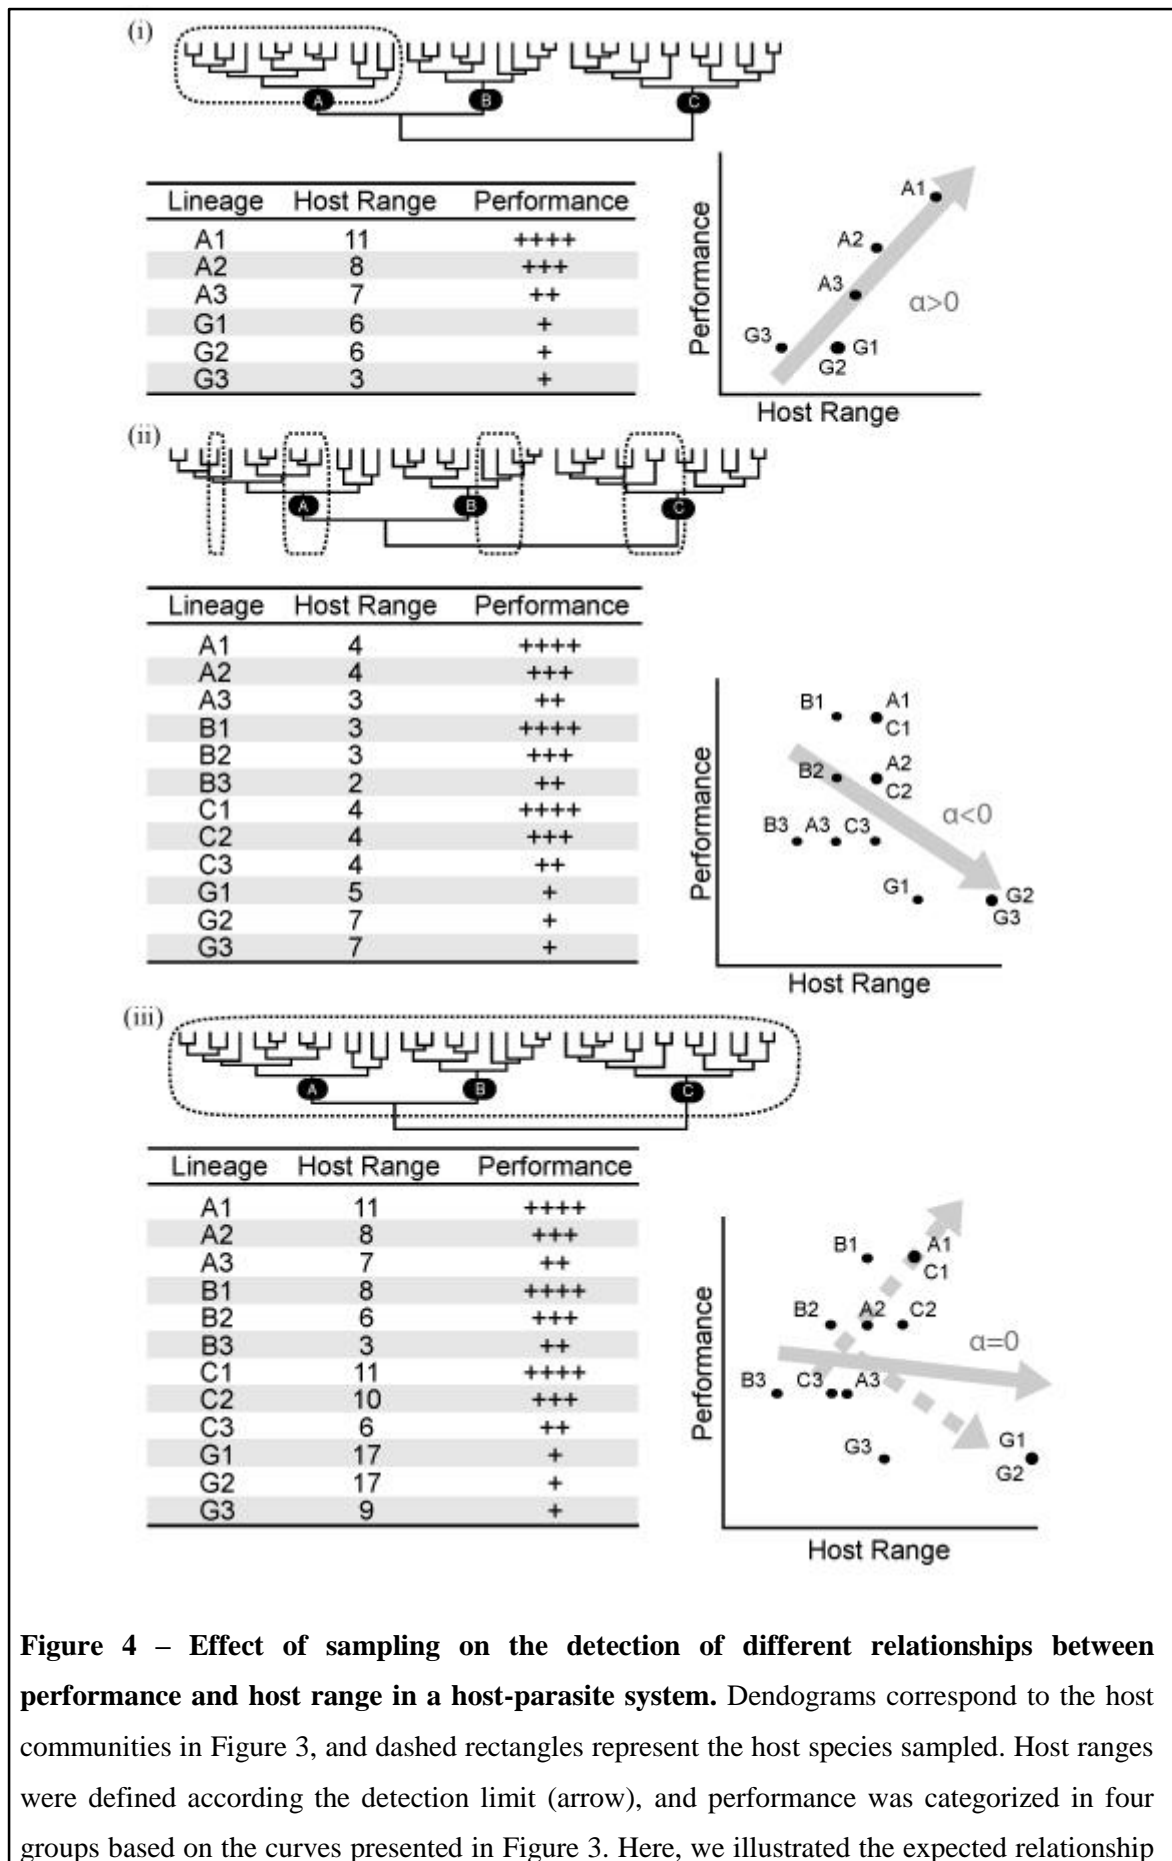 (i)
A B C
Lineage Host Range Performance
A1 11 ++++
A2 8 +++
A3 7 ++
G1 6 +
G2 6 +
G3 3 +
Performance
A1
A2
A3
α>0
G3
G1
G2
Host Range
(ii)
A B C
Lineage Host Range Performance
A1 4 ++++
A2 4 +++
A3 3 ++
B1 3 ++++
B2 3 +++
B3 2 ++
C1 4 ++++
C2 4 +++
C3 4 ++
G1 5 +
G2 7 +
G3 7 +
Performance
B1 A1
C1
B2 A2
C2
α<0
B3 A3 C3
G1 G2
G3
Host Range
(iii)
A B C
Lineage Host Range Performance
A1 11 ++++
A2 8 +++
A3 7 ++
B1 8 ++++
B2 6 +++
B3 3 ++
C1 11 ++++
C2 10 +++
C3 6 ++
G1 17 +
G2 17 +
G3 9 +
Performance
B1 A1
C1
B2 A2 C2
α=0
B3 C3 A3
G3 G1
G2
Host Range
Figure 4 – Effect of sampling on the detection of different relationships between
performance and host range in a host-parasite system. Dendograms correspond to the host
communities in Figure 3, and dashed rectangles represent the host species sampled. Host ranges
were defined according the detection limit (arrow), and performance was categorized in four
groups based on the curves presented in Figure 3. Here, we illustrated the expected relationship